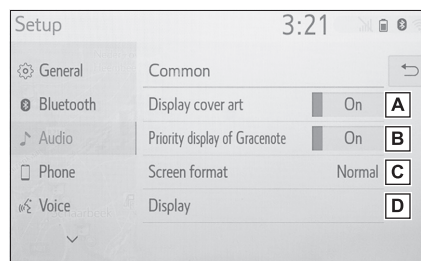 Setup
3:21
General
Common
Bluetooth
Display cover art
On
A
Audio
Priority display of Gracenote
On
B
Phone
Screen format
Normal
C
Voice
Display
D